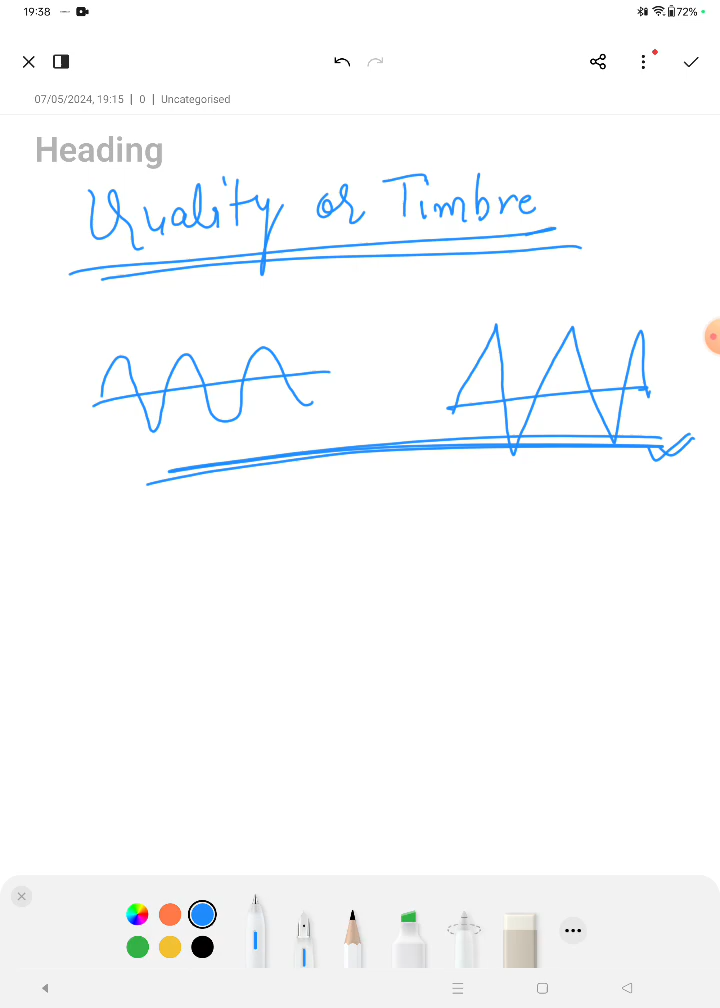 19:38
72%
07/05/2024, 19:15 | 0 | Uncategorised
Heading
Quality or Timbre